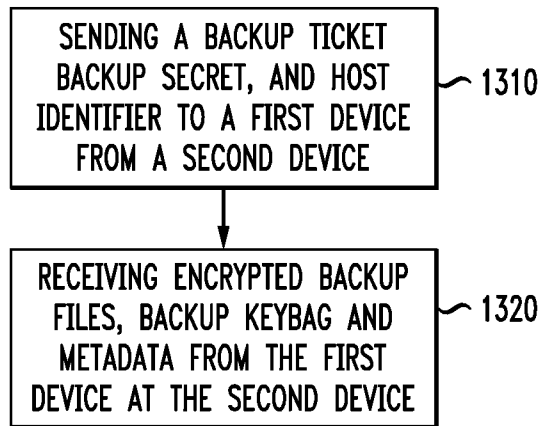 SENDING A BACKUP TICKET
BACKUP SECRET, AND HOST
IDENTIFIER TO A FIRST DEVICE
FROM A SECOND DEVICE
1310
RECEIVING ENCRYPTED BACKUP
FILES, BACKUP KEYBAG AND
METADATA FROM THE FIRST
DEVICE AT THE SECOND DEVICE
1320